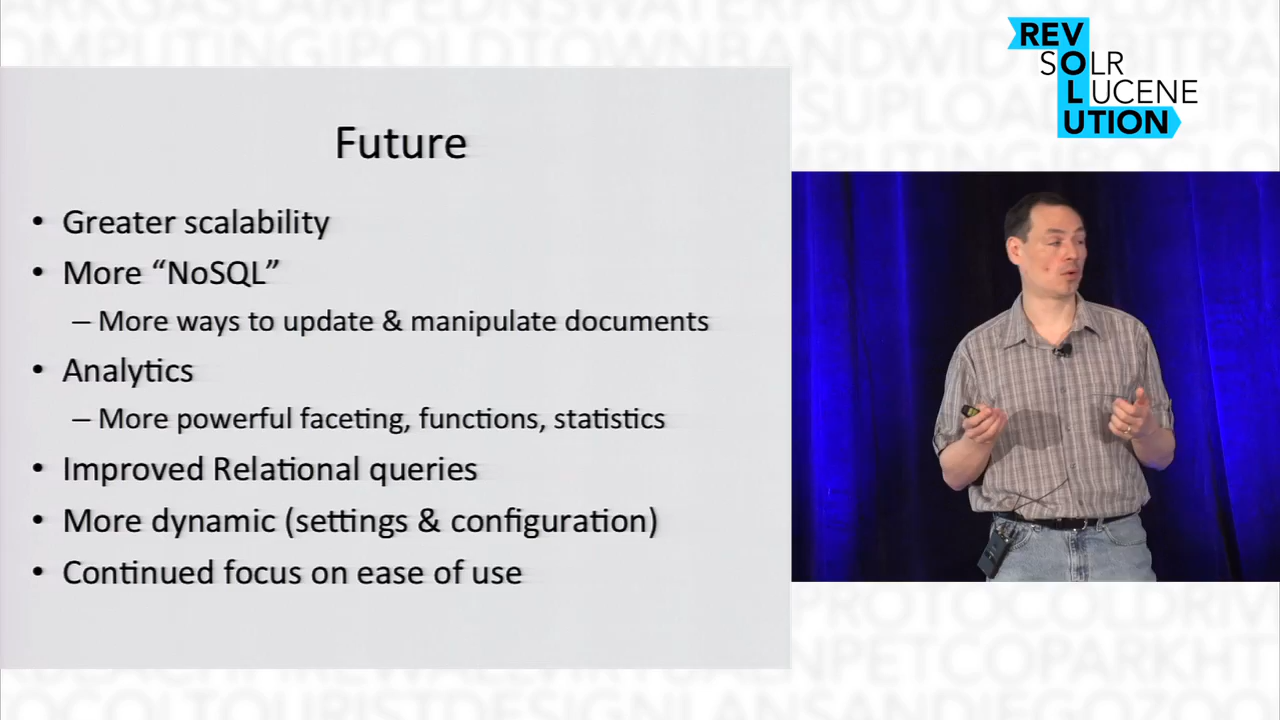 REV
SOLR
LUCENE
UTION
Future
• Greater scalability
• More “NoSQL”
– More ways to update & manipulate documents
• Analytics
– More powerful faceting, functions, statistics
• Improved Relational queries
• More dynamic (settings & configuration)
• Continued focus on ease of use